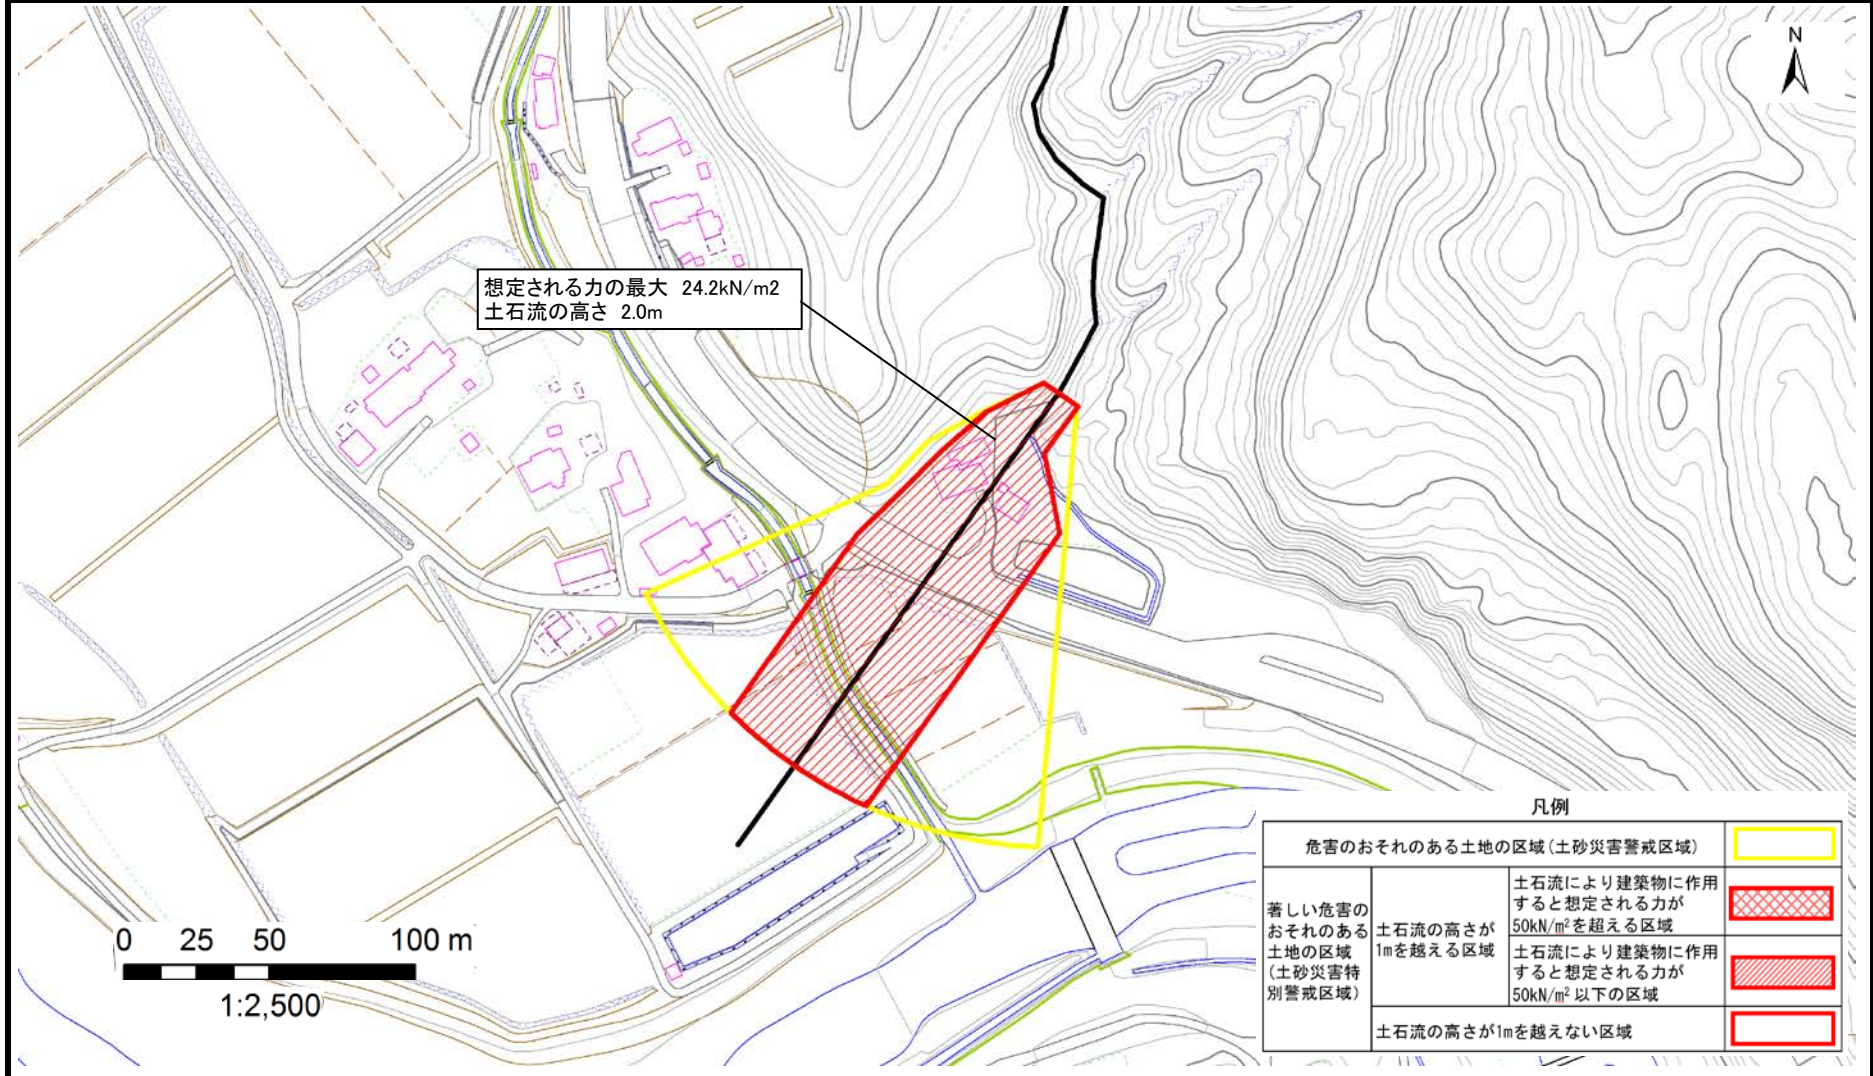 N
想定される力の最大 24.2kN/m2
土石流の高さ 2.0m
0 25 50 100 m
1:2,500
凡例
危害のおそれのある土地の区域(土砂災害警戒区域)
著しい危害の
おそれのある
土地の区域
(土砂災害特
別警戒区域)
土石流の高さが
1mを越える区域
土石流により建築物に作用
すると想定される力が
50kN/㎡を超える区域
土石流により建築物に作用
すると想定される力が
50kN/㎡ 以下の区域
土石流の高さが1mを越えない区域